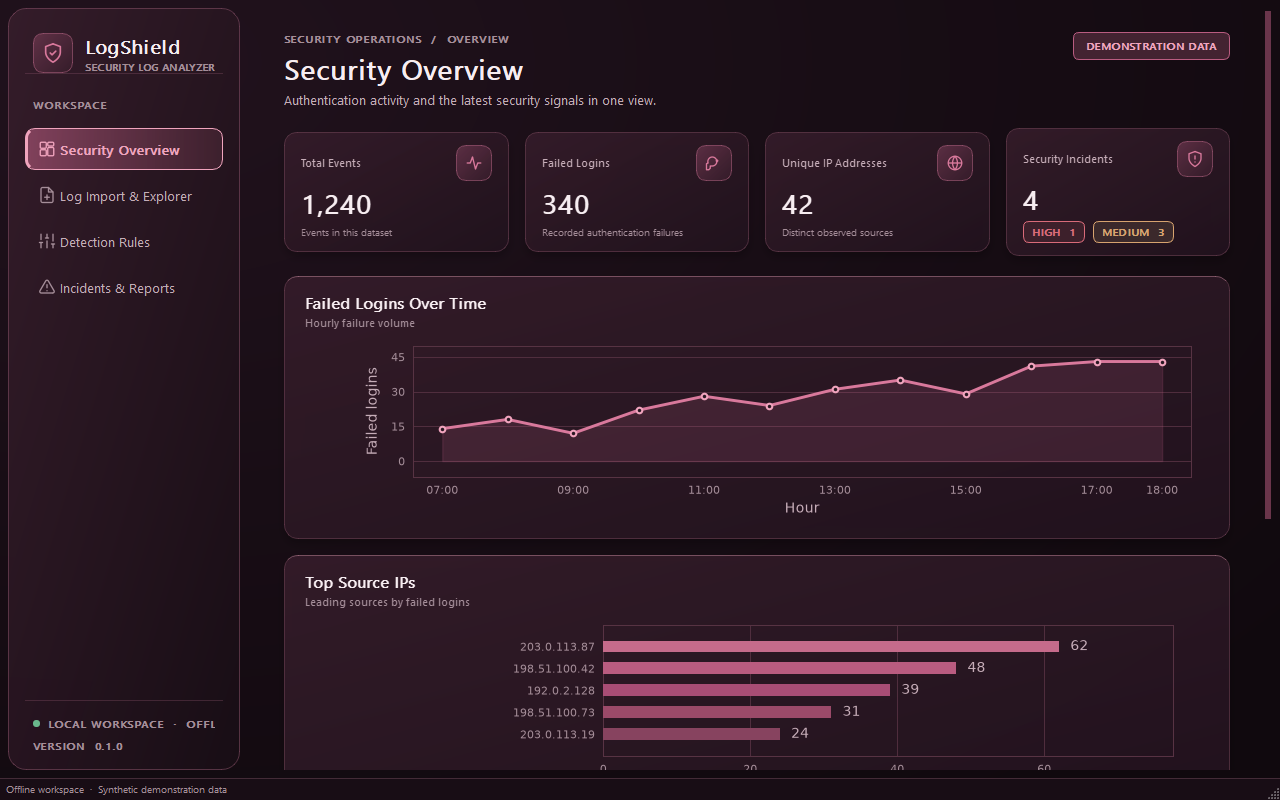 LogShield
SECURITY LOG ANALYZER
WORKSPACE
Security Overview
Log Import & Explorer
Detection Rules
Incidents & Reports
LOCAL WORKSPACE · OFFL
VERSION 0.1.0
SECURITY OPERATIONS / OVERVIEW
Security Overview
Authentication activity and the latest security signals in one view.
DEMONSTRATION DATA
Total Events
1,240
Events in this dataset
Failed Logins
340
Recorded authentication failures
Unique IP Addresses
42
Distinct observed sources
Security Incidents
4
HIGH 1 MEDIUM 3
Failed Logins Over Time
Hourly failure volume
Failed logins
45
30
15
0
07:00 09:00 11:00 13:00 15:00 17:00 18:00
Hour
Top Source IPs
Leading sources by failed logins
203.0.113.87 62
198.51.100.42 48
192.0.2.128 39
198.51.100.73 31
203.0.113.19 24
0 20 40 60
Offline workspace · Synthetic demonstration data